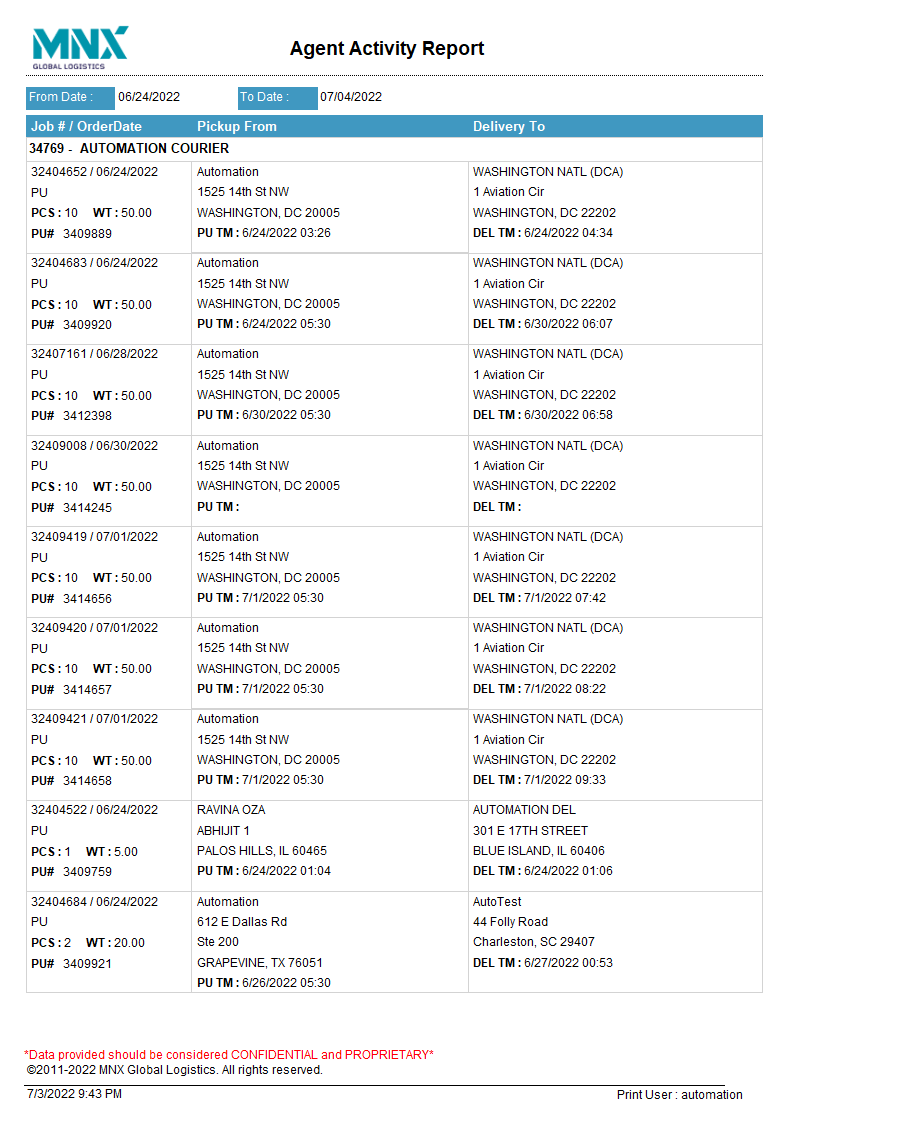 MNX
GLOBAL LOGISTICS
Agent Activity Report
From Date : 06/24/2022 To Date : 07/04/2022
Job # / OrderDate Pickup From Delivery To
34769 - AUTOMATION COURIER
32404652 / 06/24/2022 Automation WASHINGTON NATL (DCA)
PU 1525 14th St NW 1 Aviation Cir
PCS : 10 WT : 50.00 WASHINGTON, DC 20005 WASHINGTON, DC 22202
PU# 3409889 PU TM : 6/24/2022 03:26 DEL TM : 6/24/2022 04:34
32404683 / 06/24/2022 Automation WASHINGTON NATL (DCA)
PU 1525 14th St NW 1 Aviation Cir
PCS : 10 WT : 50.00 WASHINGTON, DC 20005 WASHINGTON, DC 22202
PU# 3409920 PU TM : 6/24/2022 05:30 DEL TM : 6/30/2022 06:07
32407161 / 06/28/2022 Automation WASHINGTON NATL (DCA)
PU 1525 14th St NW 1 Aviation Cir
PCS : 10 WT : 50.00 WASHINGTON, DC 20005 WASHINGTON, DC 22202
PU# 3412398 PU TM : 6/30/2022 05:30 DEL TM : 6/30/2022 06:58
32409008 / 06/30/2022 Automation WASHINGTON NATL (DCA)
PU 1525 14th St NW 1 Aviation Cir
PCS : 10 WT : 50.00 WASHINGTON, DC 20005 WASHINGTON, DC 22202
PU# 3414245 PU TM : DEL TM :
32409419 / 07/01/2022 Automation WASHINGTON NATL (DCA)
PU 1525 14th St NW 1 Aviation Cir
PCS : 10 WT : 50.00 WASHINGTON, DC 20005 WASHINGTON, DC 22202
PU# 3414656 PU TM : 7/1/2022 05:30 DEL TM : 7/1/2022 07:42
32409420 / 07/01/2022 Automation WASHINGTON NATL (DCA)
PU 1525 14th St NW 1 Aviation Cir
PCS : 10 WT : 50.00 WASHINGTON, DC 20005 WASHINGTON, DC 22202
PU# 3414657 PU TM : 7/1/2022 05:30 DEL TM : 7/1/2022 08:22
32409421 / 07/01/2022 Automation WASHINGTON NATL (DCA)
PU 1525 14th St NW 1 Aviation Cir
PCS : 10 WT : 50.00 WASHINGTON, DC 20005 WASHINGTON, DC 22202
PU# 3414658 PU TM : 7/1/2022 05:30 DEL TM : 7/1/2022 09:33
32404522 / 06/24/2022 RAVINA OZA AUTOMATION DEL
PU ABHIJIT 1 301 E 17TH STREET
PCS : 1 WT : 5.00 PALOS HILLS, IL 60465 BLUE ISLAND, IL 60406
PU# 3409759 PU TM : 6/24/2022 01:04 DEL TM : 6/24/2022 01:06
32404684 / 06/24/2022 Automation AutoTest
PU 612 E Dallas Rd 44 Folly Road
PCS : 2 WT : 20.00 Ste 200 Charleston, SC 29407
PU# 3409921 GRAPEVINE, TX 76051 DEL TM : 6/27/2022 00:53
PU TM : 6/26/2022 05:30
*Data provided should be considered CONFIDENTIAL and PROPRIETARY*
©2011-2022 MNX Global Logistics. All rights reserved.
7/3/2022 9:43 PM Print User : automation